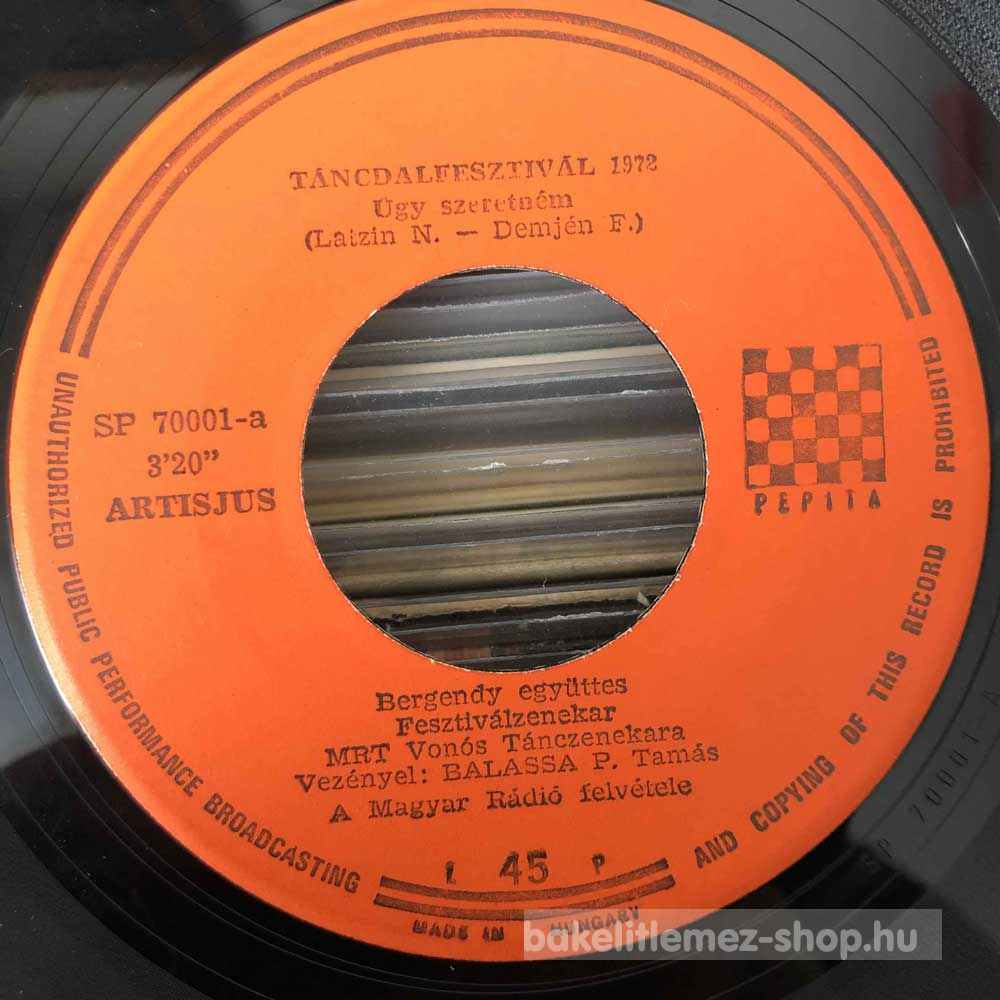 TÁNCDALFESZTIVÁL 1972
Úgy szeretném
(Latzin N. — Demjén F.)
SP 70001-a
3'20"
ARTISJUS
PEPITA
Bergendy együttes
Fesztiválzenekar
MRT Vonós Tánczenekara
Vezényel: BALASSA P. Tamás
A Magyar Rádió felvétele
L 45 P
MADE IN HUNGARY
UNAUTHORIZED PUBLIC PERFORMANCE BROADCASTING AND COPYING OF THIS RECORD IS PROHIBITED
SP 70001-A
bakelitlemez-shop.hu